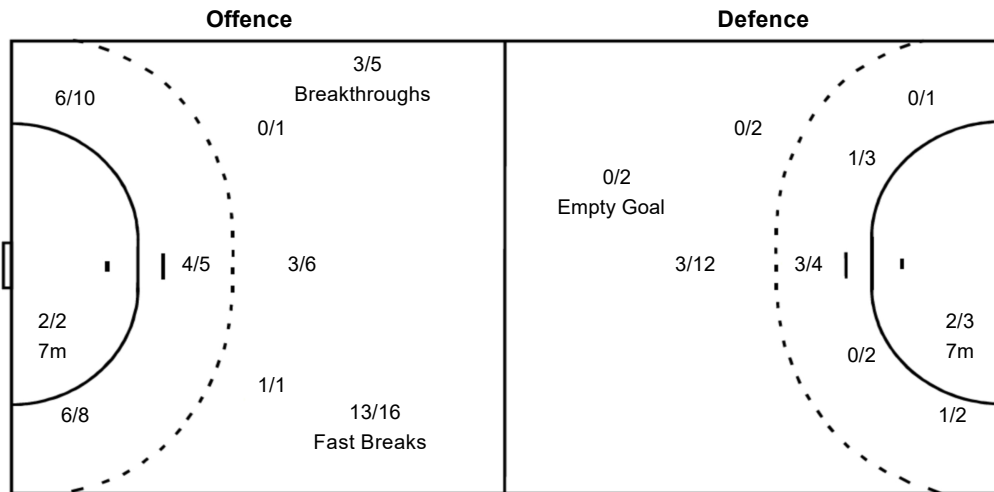 Offence
Defence
3/5
Breakthroughs
6/10
0/1
0/1
0/2
1/3
0/2
Empty Goal
4/5
3/6
3/12
3/4
2/2
7m
2/3
7m
0/2
1/1
6/8
13/16
Fast Breaks
1/2